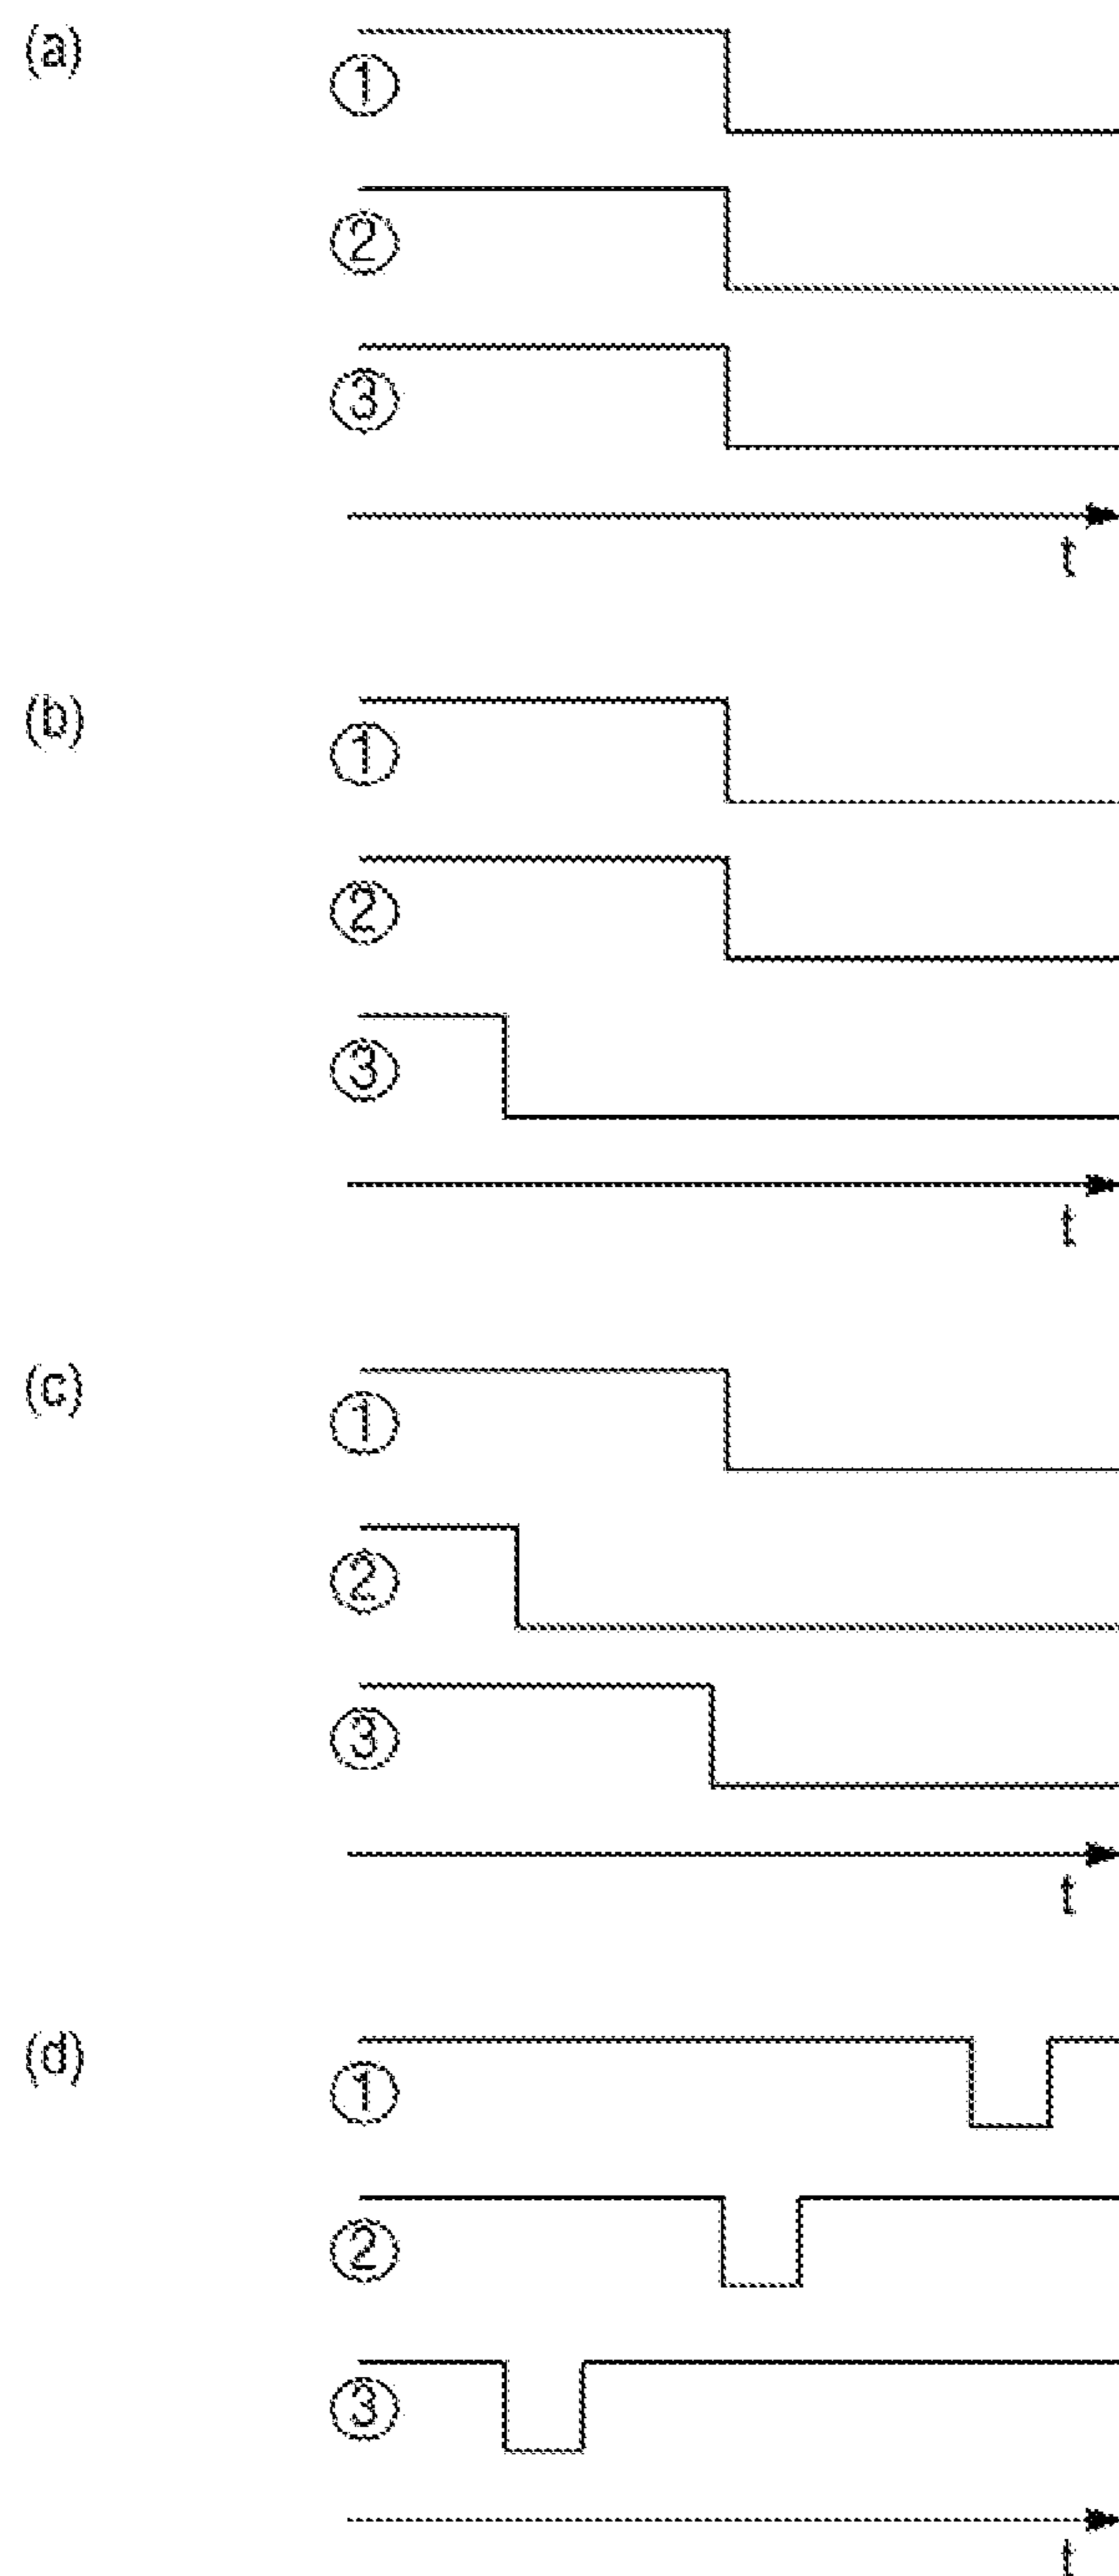 (a)
①
②
③
t
(b)
①
②
③
t
(c)
①
②
③
t
(d)
①
②
③
t